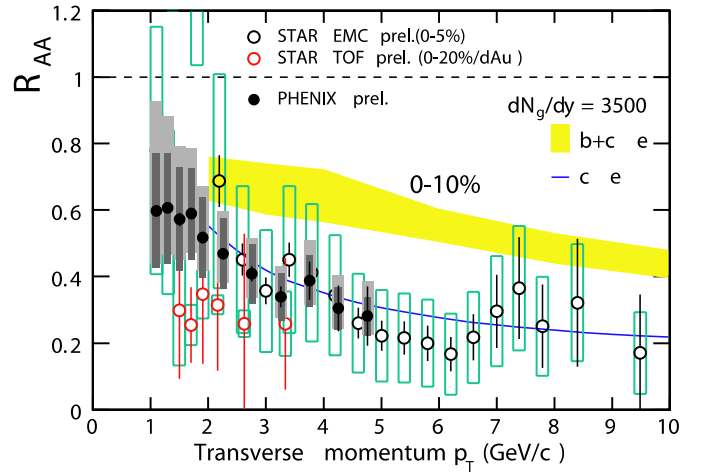 R_AA
1.2
1
0.8
0.6
0.4
0.2
0
STAR EMC prel.(0-5%)
STAR TOF prel. (0-20%/dAu )
PHENIX prel.
dN_g/dy = 3500
b+c e
c e
0-10%
0 1 2 3 4 5 6 7 8 9 10
Transverse momentum p_T (GeV/c )